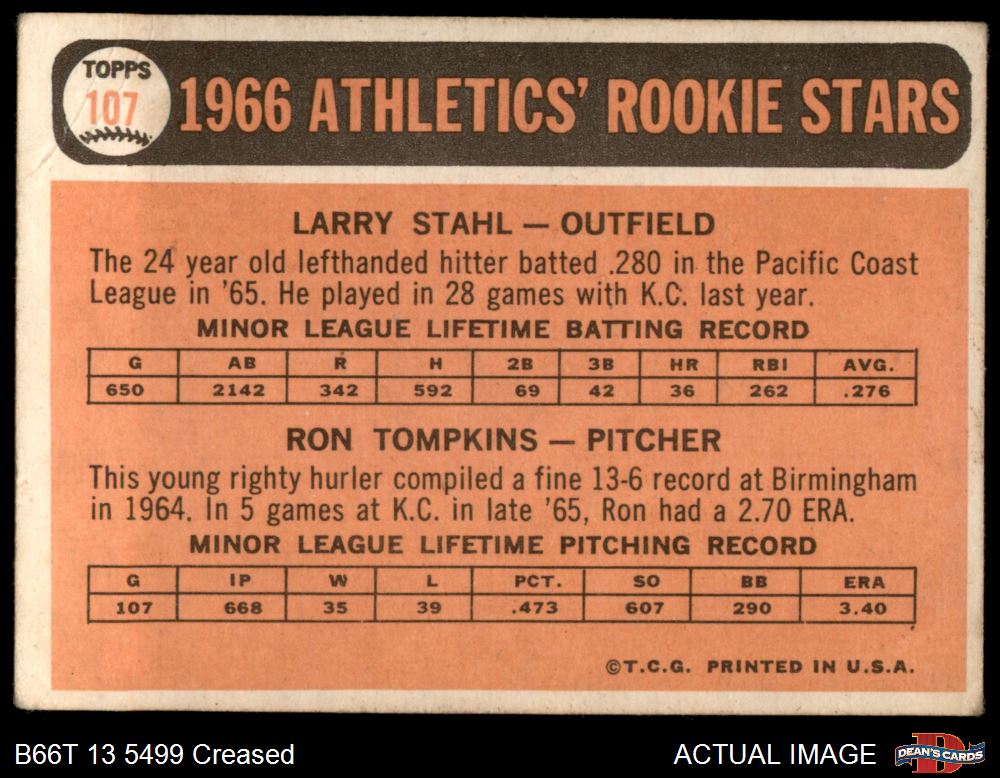 TOPPS
107
1966 ATHLETICS' ROOKIE STARS
LARRY STAHL — OUTFIELD
The 24 year old lefthanded hitter batted .280 in the Pacific Coast
League in '65. He played in 28 games with K.C. last year.
MINOR LEAGUE LIFETIME BATTING RECORD
G AB R H 2B 3B HR RBI AVG.
650 2142 342 592 69 42 36 262 .276
RON TOMPKINS — PITCHER
This young righty hurler compiled a fine 13-6 record at Birmingham
in 1964. In 5 games at K.C. in late '65, Ron had a 2.70 ERA.
MINOR LEAGUE LIFETIME PITCHING RECORD
G IP W L PCT. SO BB ERA
107 668 35 39 .473 607 290 3.40
©T.C.G. PRINTED IN U.S.A.
B66T 13 5499 Creased
ACTUAL IMAGE
DEAN'S CARDS